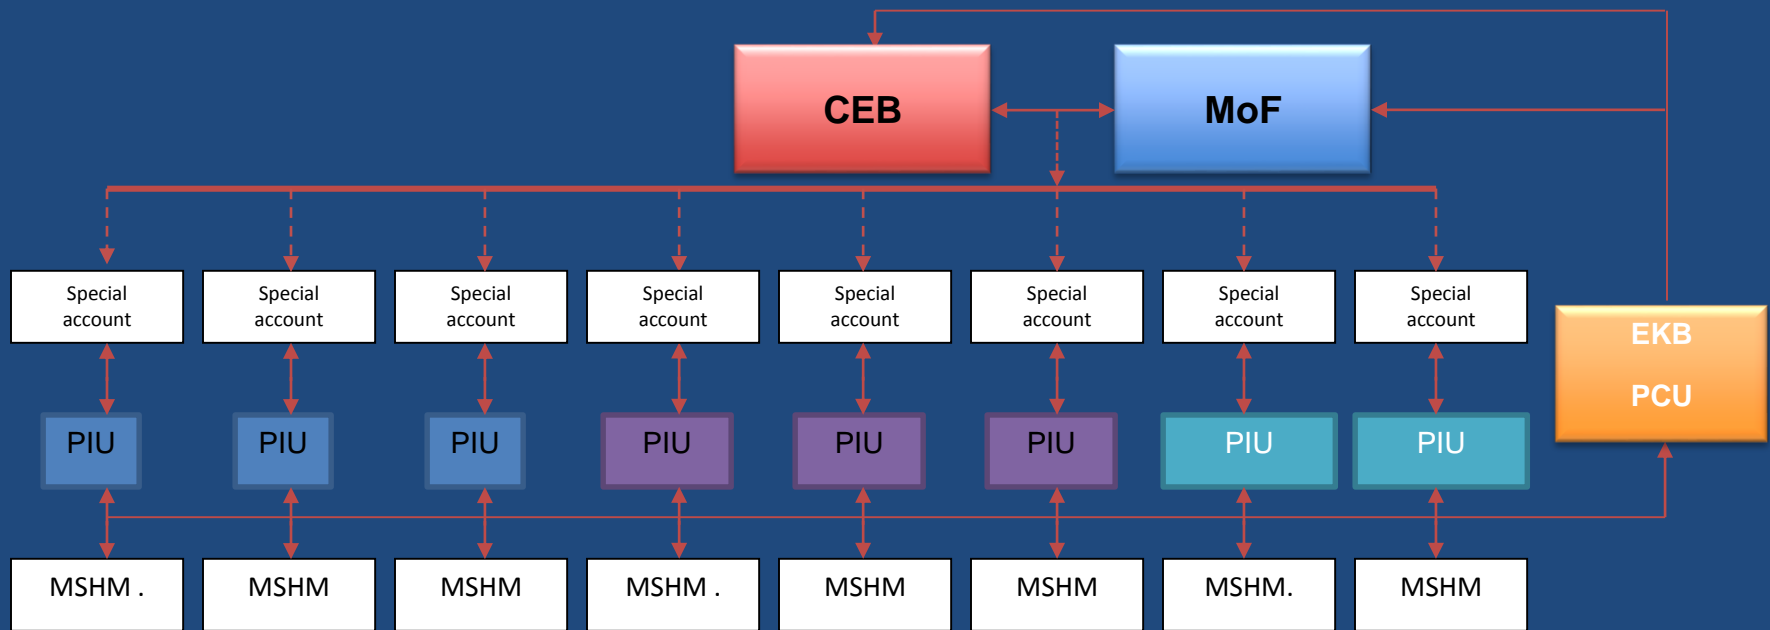 CEB
MoF
Special
account
Special
account
Special
account
Special
account
Special
account
Special
account
Special
account
Special
account
EKB
PCU
PIU
PIU
PIU
PIU
PIU
PIU
PIU
PIU
MSHM .
MSHM
MSHM
MSHM .
MSHM
MSHM
MSHM.
MSHM